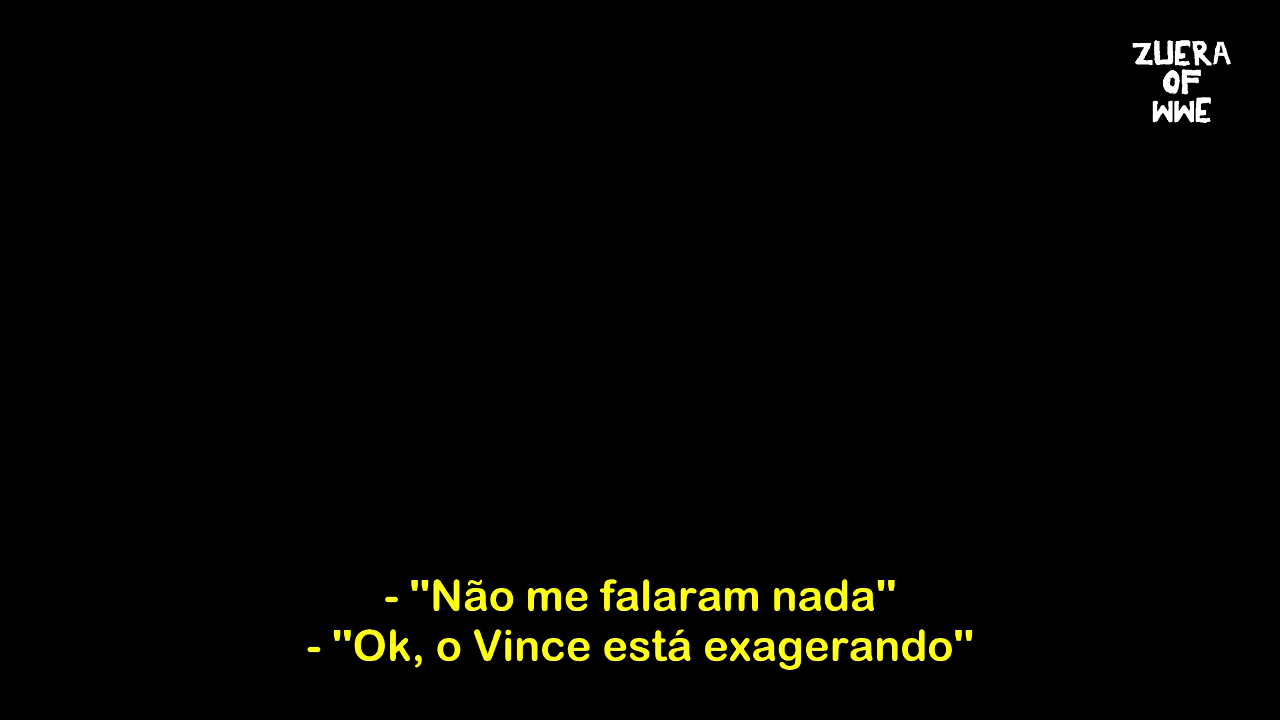 ZUERA
OF
WWE
- "Não me falaram nada"
- "Ok, o Vince está exagerando"